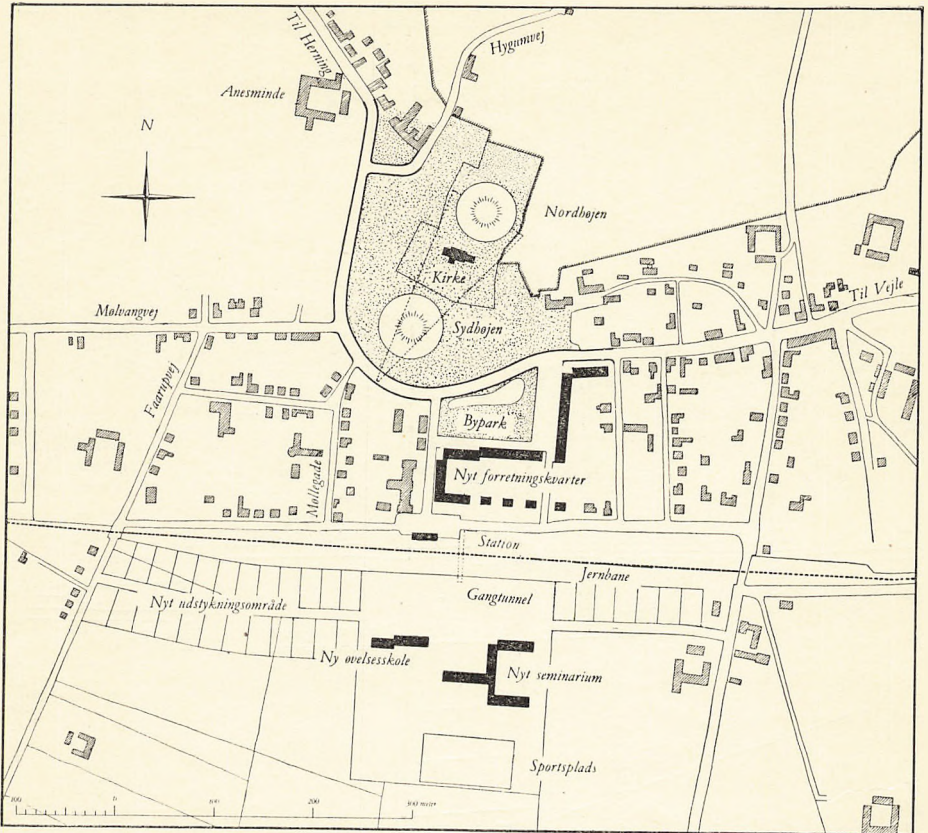 Til Herning
Hygumvej
Anesminde
N
Nordhøjen
Kirke
Til Vejle
Mølvangvej
Sydhøjen
Faarupvej
Bypark
Møllegade
Nyt forretningskvarter
Station
Jernbane
Gangtunnel
Nyt udstykningsområde
Ny øvelsesskole
Nyt seminarium
Sportsplads
100 0 100 200 300 meter